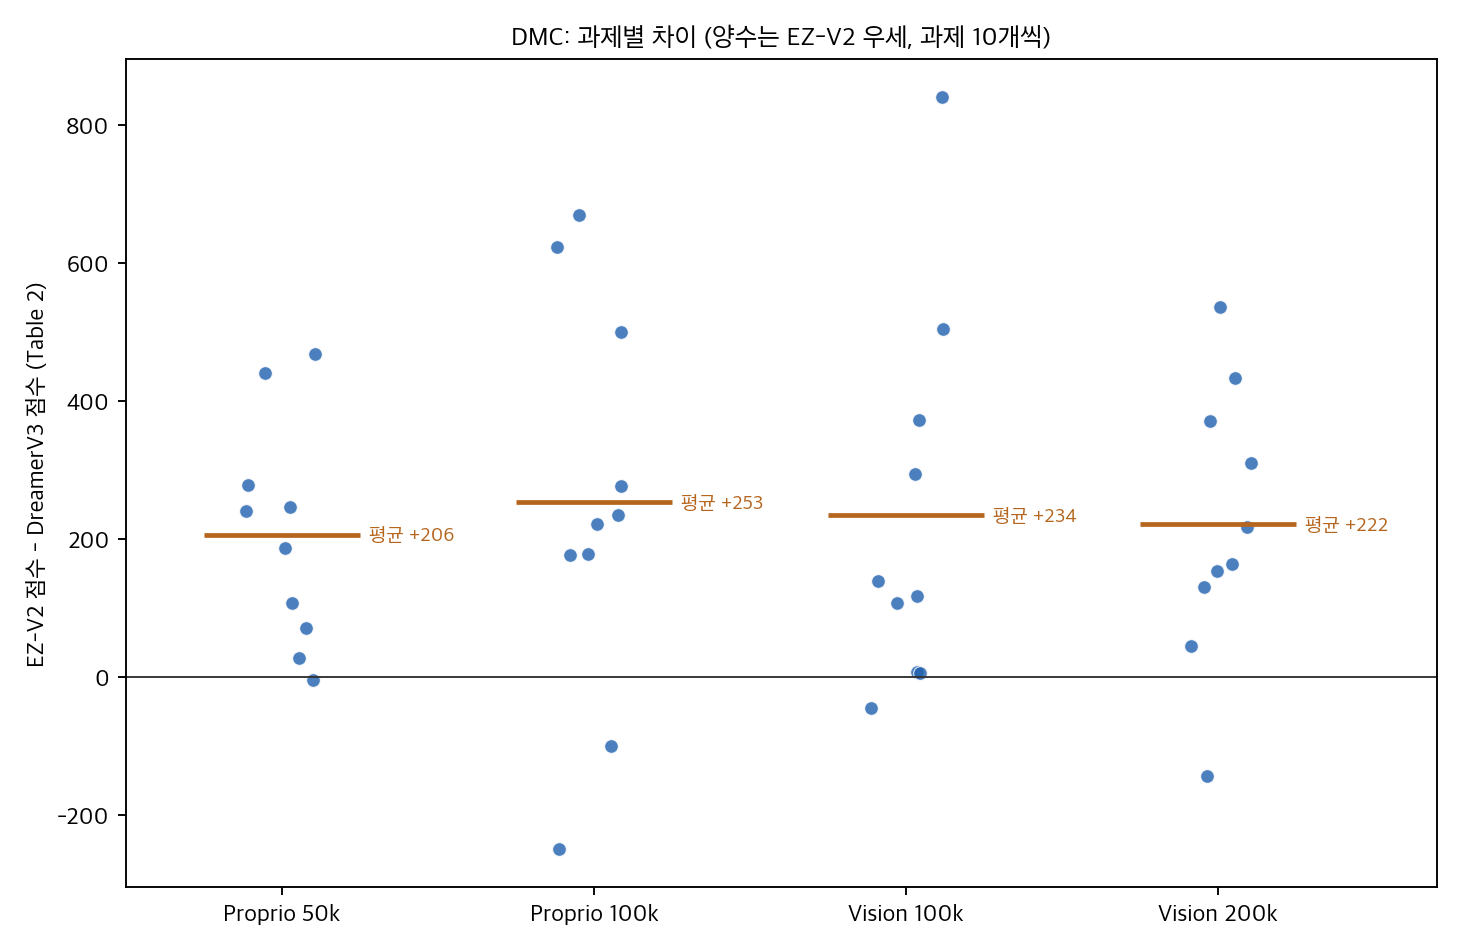 DMC: 과제별 차이 (양수는 EZ-V2 우세, 과제 10개씩)
EZ-V2 점수 - DreamerV3 점수 (Table 2)
800
600
400
200
0
-200
평균 +206
평균 +253
평균 +234
평균 +222
Proprio 50k
Proprio 100k
Vision 100k
Vision 200k